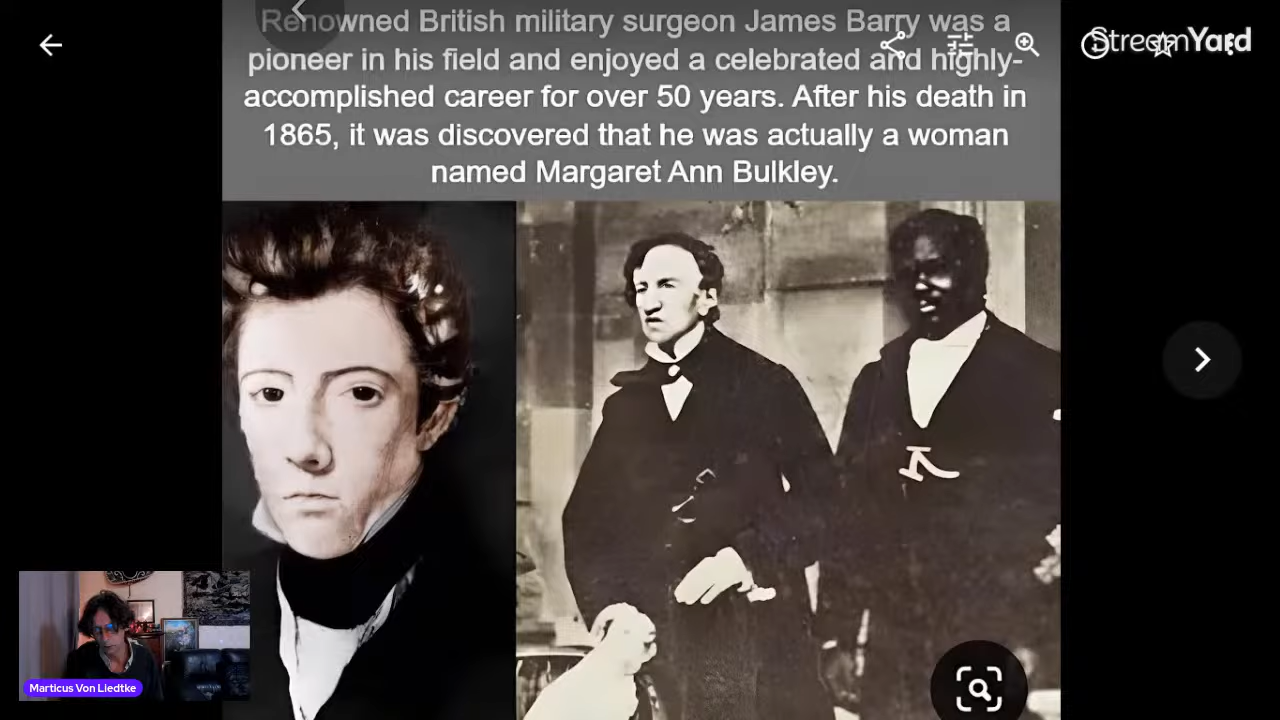 Renowned British military surgeon James Barry was a
pioneer in his field and enjoyed a celebrated and highly-
accomplished career for over 50 years. After his death in
1865, it was discovered that he was actually a woman
named Margaret Ann Bulkley.
StreamYard
Marticus Von Liedtke